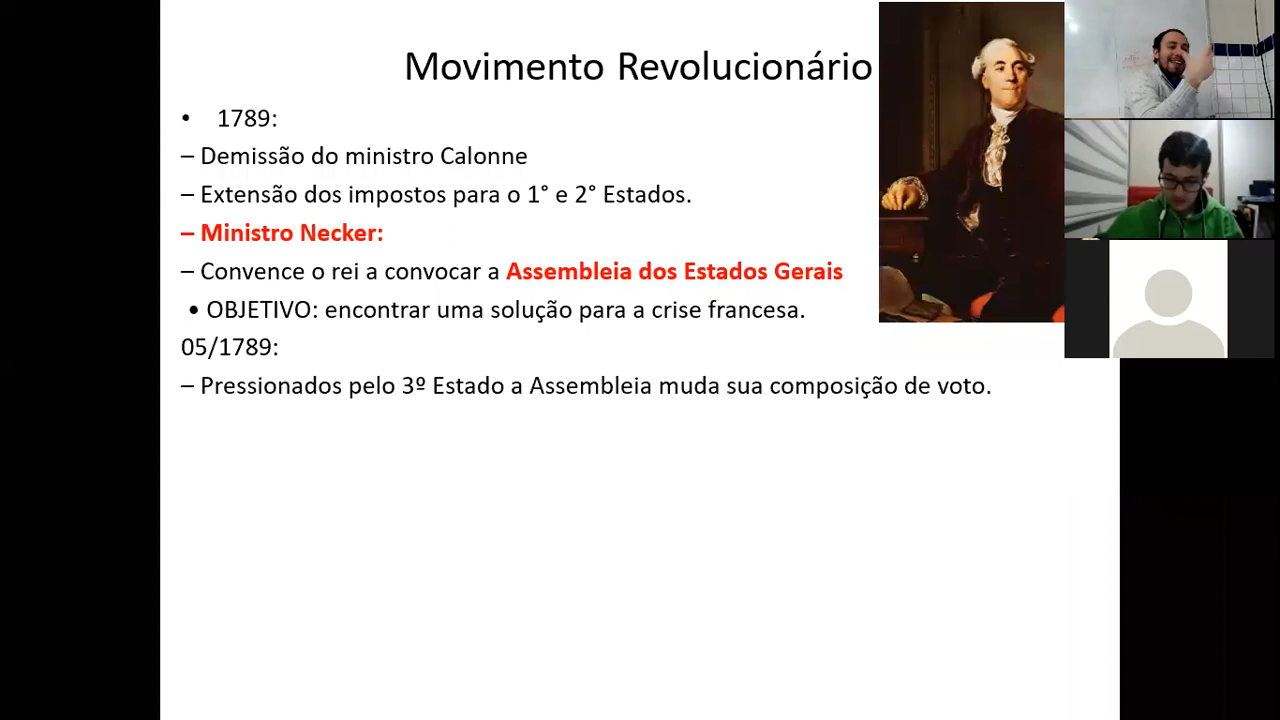 Movimento Revolucionário
• 1789:
– Demissão do ministro Calonne
– Extensão dos impostos para o 1° e 2° Estados.
– Ministro Necker:
– Convence o rei a convocar a Assembleia dos Estados Gerais
• OBJETIVO: encontrar uma solução para a crise francesa.
05/1789:
– Pressionados pelo 3º Estado a Assembleia muda sua composição de voto.